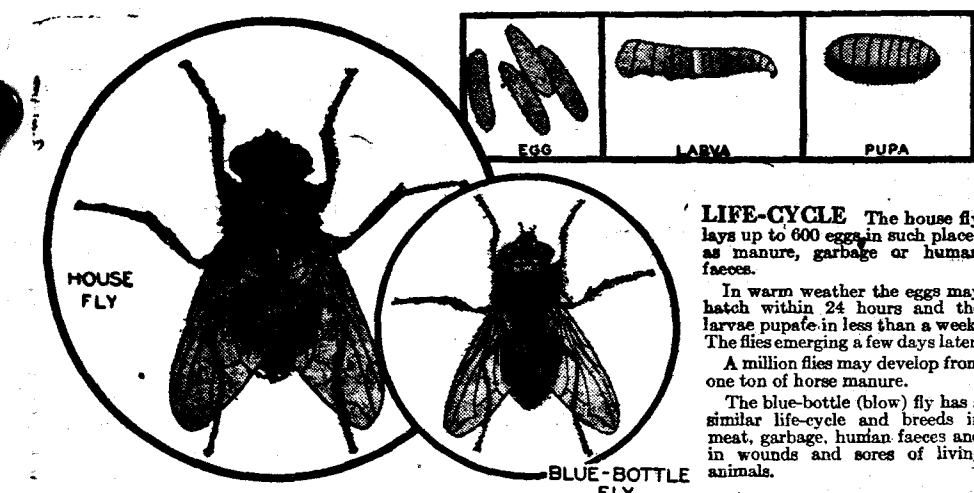 EGG
LARVA
PUPA
HOUSE
FLY
BLUE-BOTTLE
FLY
LIFE-CYCLE The house fly
lays up to 600 eggs in such place
as manure, garbage or human
faeces.
In warm weather the eggs may
hatch within 24 hours and th
larvae pupate in less than a week
The flies emerging a few days later
A million flies may develop from
one ton of horse manure.
The blue-bottle (blow) fly has a
similar life-cycle and breeds in
meat, garbage, human faeces and
in wounds and sores of living
animals.